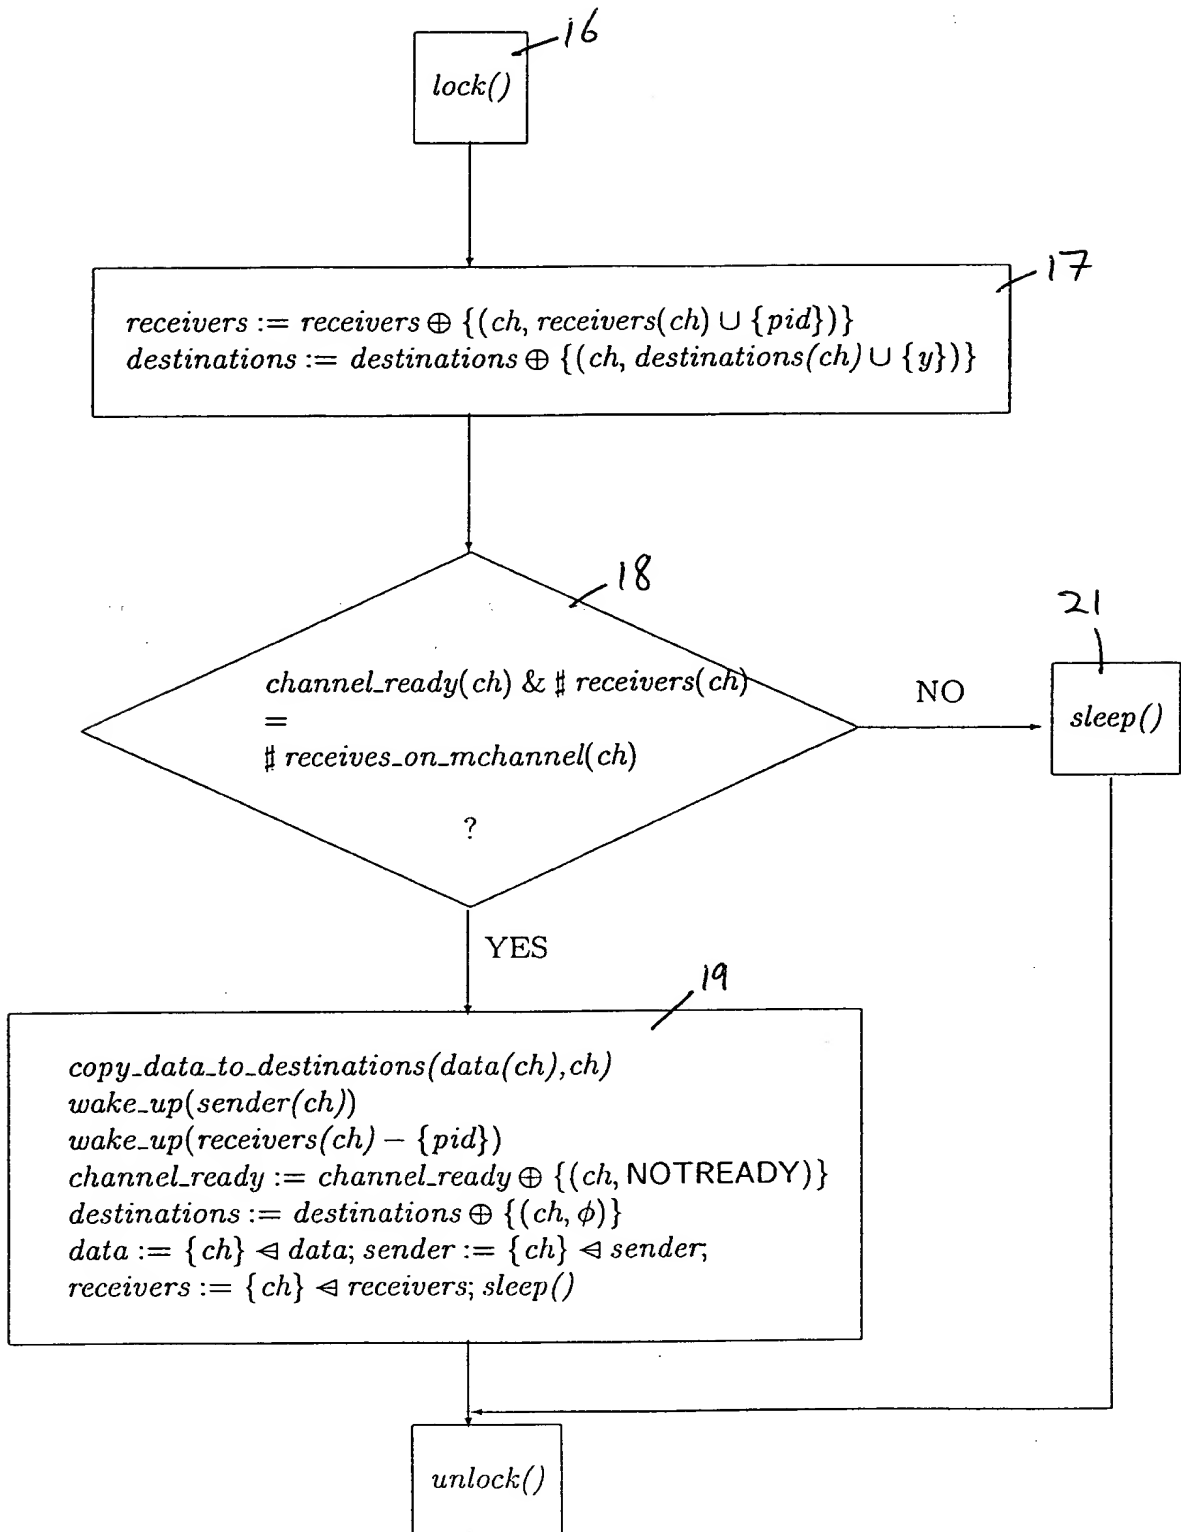 16
lock()
17
receivers := receivers ⊕ {(ch, receivers(ch) ∪ {pid})}
destinations := destinations ⊕ {(ch, destinations(ch) ∪ {y})}
18
channel_ready(ch) & ♯ receivers(ch)
=
♯ receives_on_mchannel(ch)
?
NO
21
sleep()
YES
19
copy_data_to_destinations(data(ch),ch)
wake_up(sender(ch))
wake_up(receivers(ch) − {pid})
channel_ready := channel_ready ⊕ {(ch, NOTREADY)}
destinations := destinations ⊕ {(ch, ϕ)}
data := {ch} ⩤ data; sender := {ch} ⩤ sender;
receivers := {ch} ⩤ receivers; sleep()
unlock()